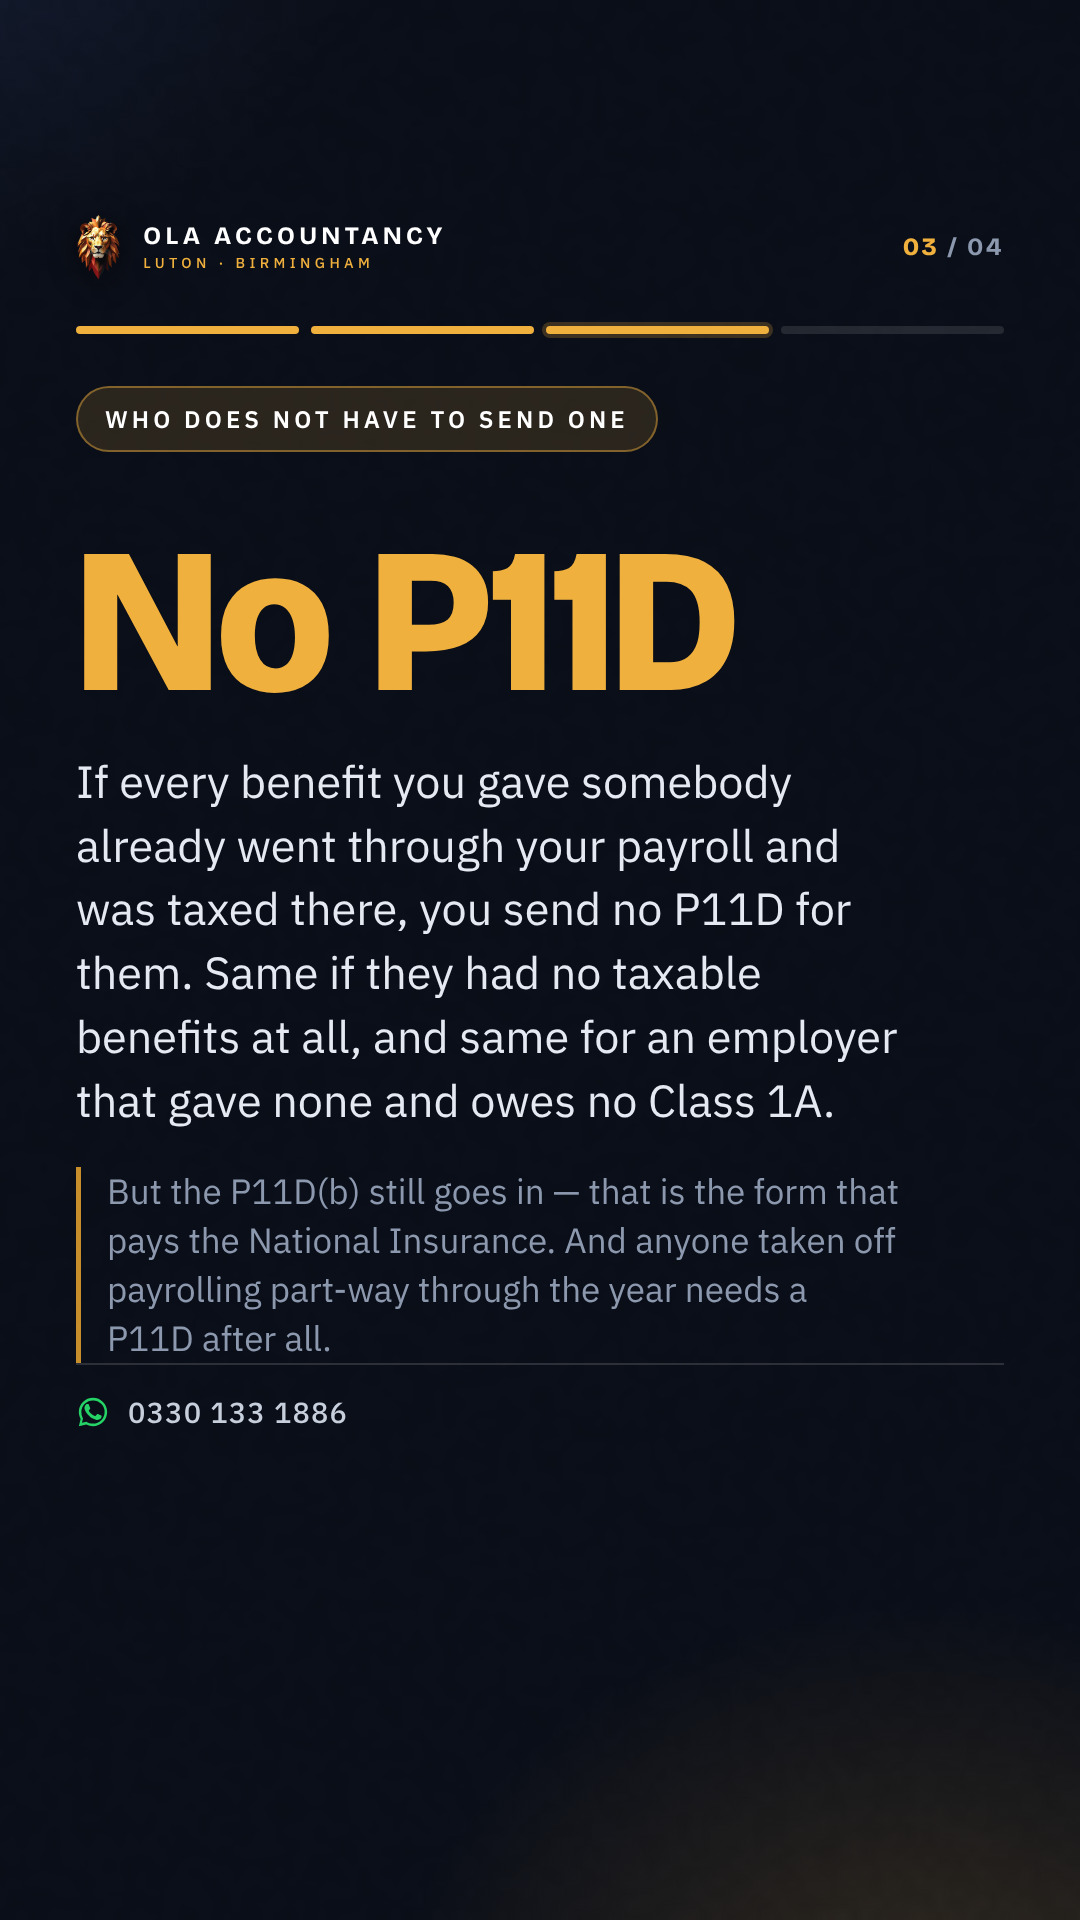 OLA ACCOUNTANCY
LUTON · BIRMINGHAM
03 / 04
WHO DOES NOT HAVE TO SEND ONE
No P11D
If every benefit you gave somebody
already went through your payroll and
was taxed there, you send no P11D for
them. Same if they had no taxable
benefits at all, and same for an employer
that gave none and owes no Class 1A.
But the P11D(b) still goes in — that is the form that
pays the National Insurance. And anyone taken off
payrolling part-way through the year needs a
P11D after all.
0330 133 1886